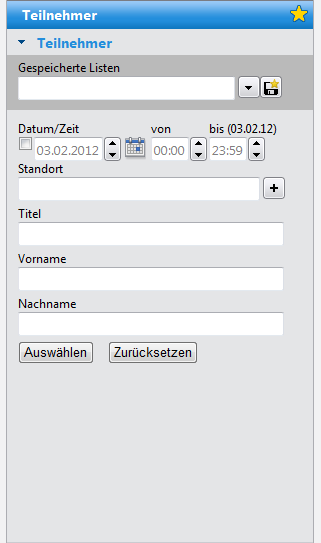 Teilnehmer
Teilnehmer
Gespeicherte Listen
Datum/Zeit von bis (03.02.12)
03.02.2012 00:00 23:59
Standort
Titel
Vorname
Nachname
Auswählen Zurücksetzen